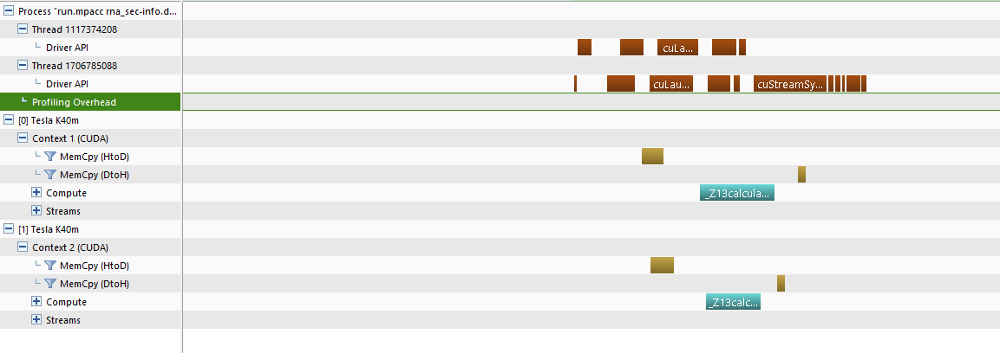 Process "run.mpacc rna_sec-info.d...
Thread 1117374208
Driver API
cuLa...
Thread 1706785088
Driver API
cuLau...
cuStreamSy...
Profiling Overhead
[0] Tesla K40m
Context 1 (CUDA)
MemCpy (HtoD)
MemCpy (DtoH)
Compute
_Z13calcula...
Streams
[1] Tesla K40m
Context 2 (CUDA)
MemCpy (HtoD)
MemCpy (DtoH)
Compute
_Z13calc...
Streams